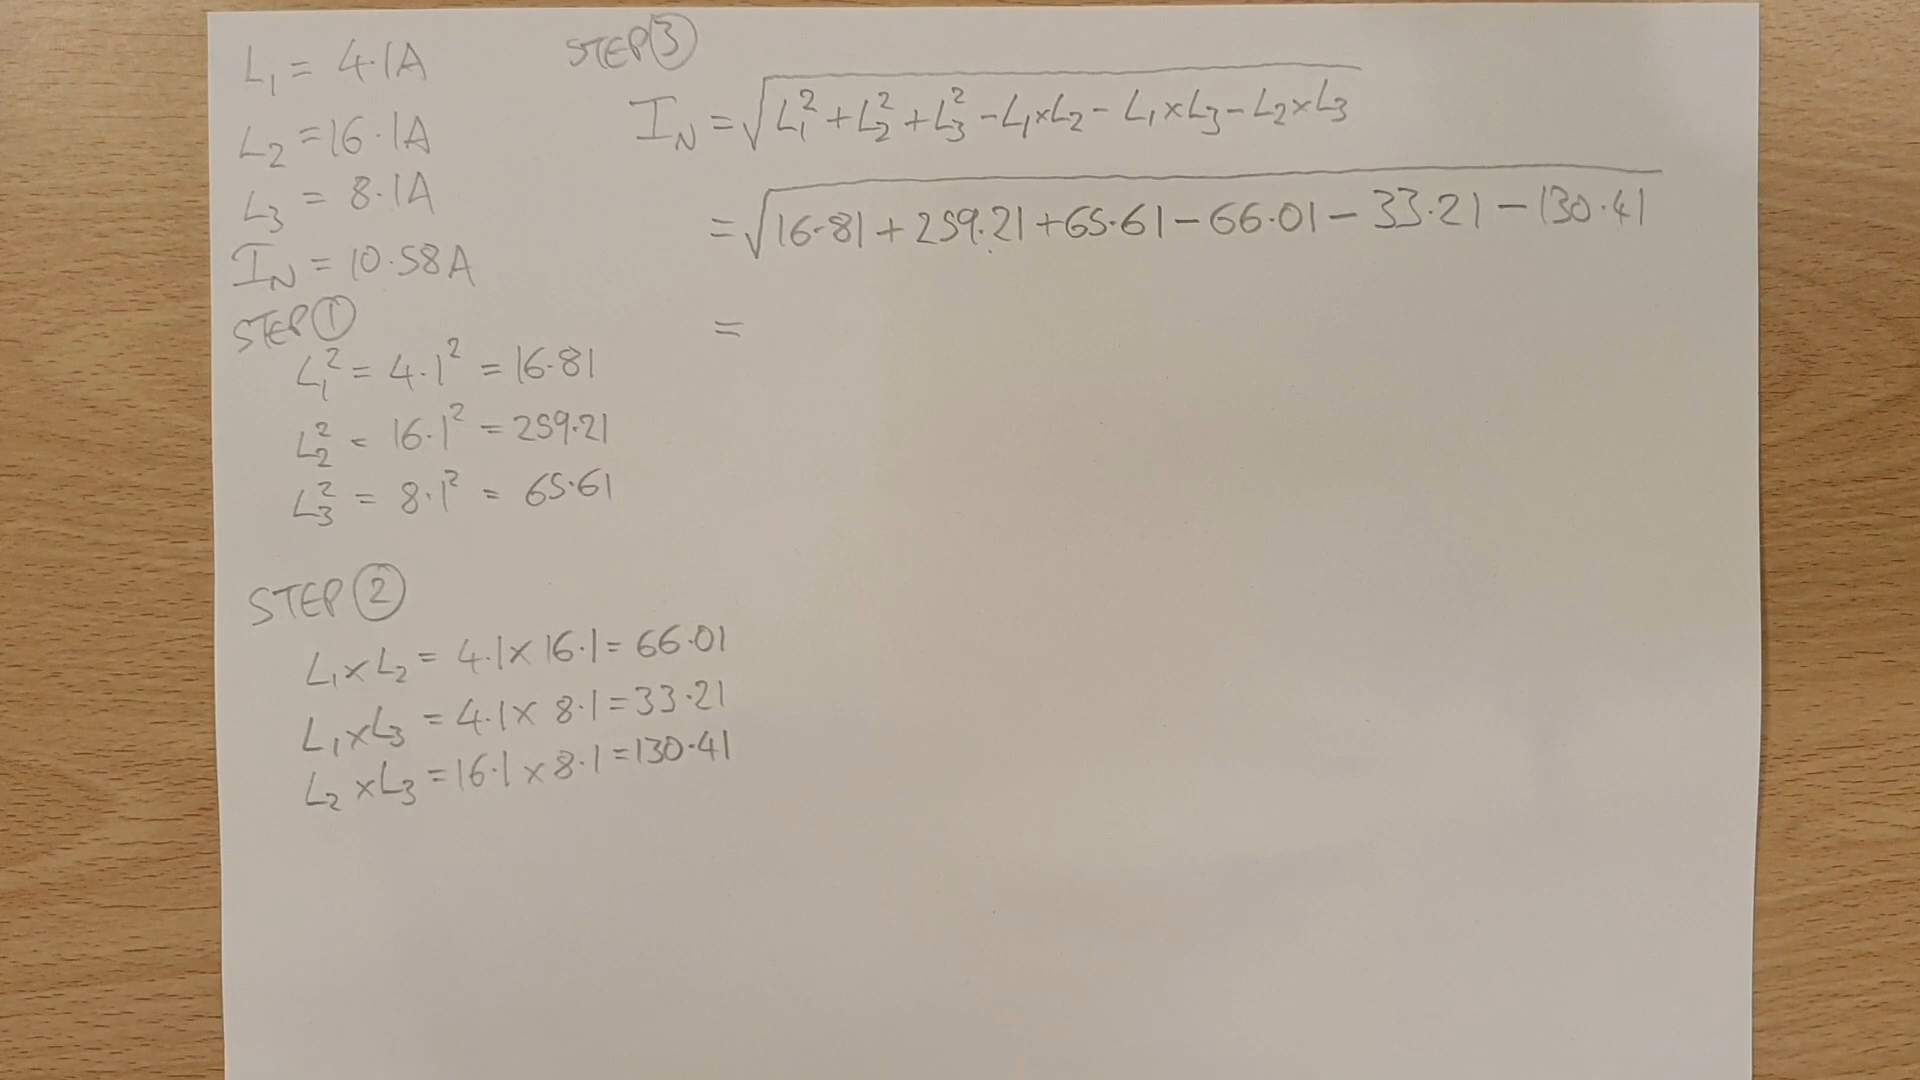 L₁ = 4.1A
L₂ = 16.1A
L₃ = 8.1A
I_N = 10.58A
STEP ①
L₁² = 4.1² = 16.81
L₂² = 16.1² = 259.21
L₃² = 8.1² = 65.61
STEP ②
L₁×L₂ = 4.1×16.1 = 66.01
L₁×L₃ = 4.1×8.1 = 33.21
L₂×L₃ = 16.1×8.1 = 130.41
STEP ③
I_N = √(L₁² + L₂² + L₃² - L₁×L₂ - L₁×L₃ - L₂×L₃)
= √(16.81 + 259.21 + 65.61 - 66.01 - 33.21 - 130.41)
=